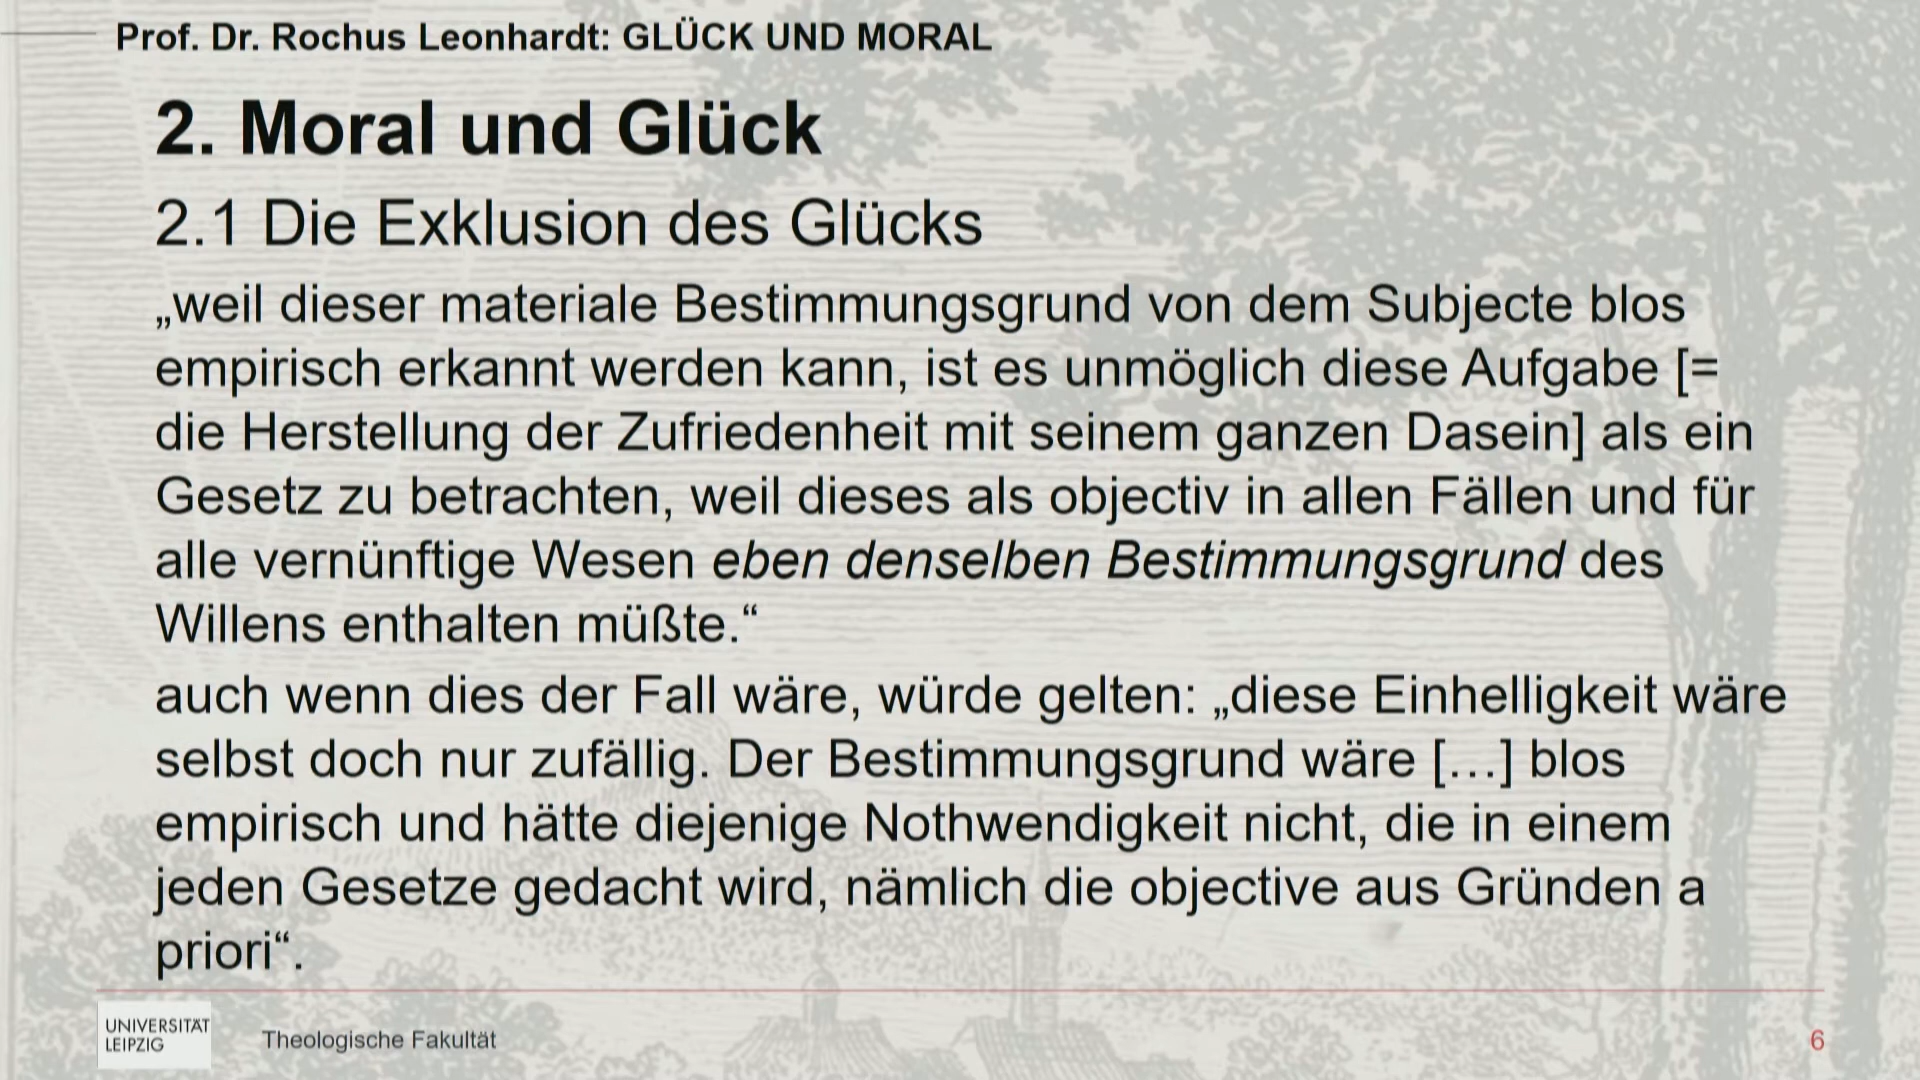 Prof. Dr. Rochus Leonhardt: GLÜCK UND MORAL
2. Moral und Glück
2.1 Die Exklusion des Glücks
„weil dieser materiale Bestimmungsgrund von dem Subjecte blos
empirisch erkannt werden kann, ist es unmöglich diese Aufgabe [=
die Herstellung der Zufriedenheit mit seinem ganzen Dasein] als ein
Gesetz zu betrachten, weil dieses als objectiv in allen Fällen und für
alle vernünftige Wesen eben denselben Bestimmungsgrund des
Willens enthalten müßte.“
auch wenn dies der Fall wäre, würde gelten: „diese Einhelligkeit wäre
selbst doch nur zufällig. Der Bestimmungsgrund wäre […] blos
empirisch und hätte diejenige Nothwendigkeit nicht, die in einem
jeden Gesetze gedacht wird, nämlich die objective aus Gründen a
priori“.
UNIVERSITÄT
LEIPZIG
Theologische Fakultät
6